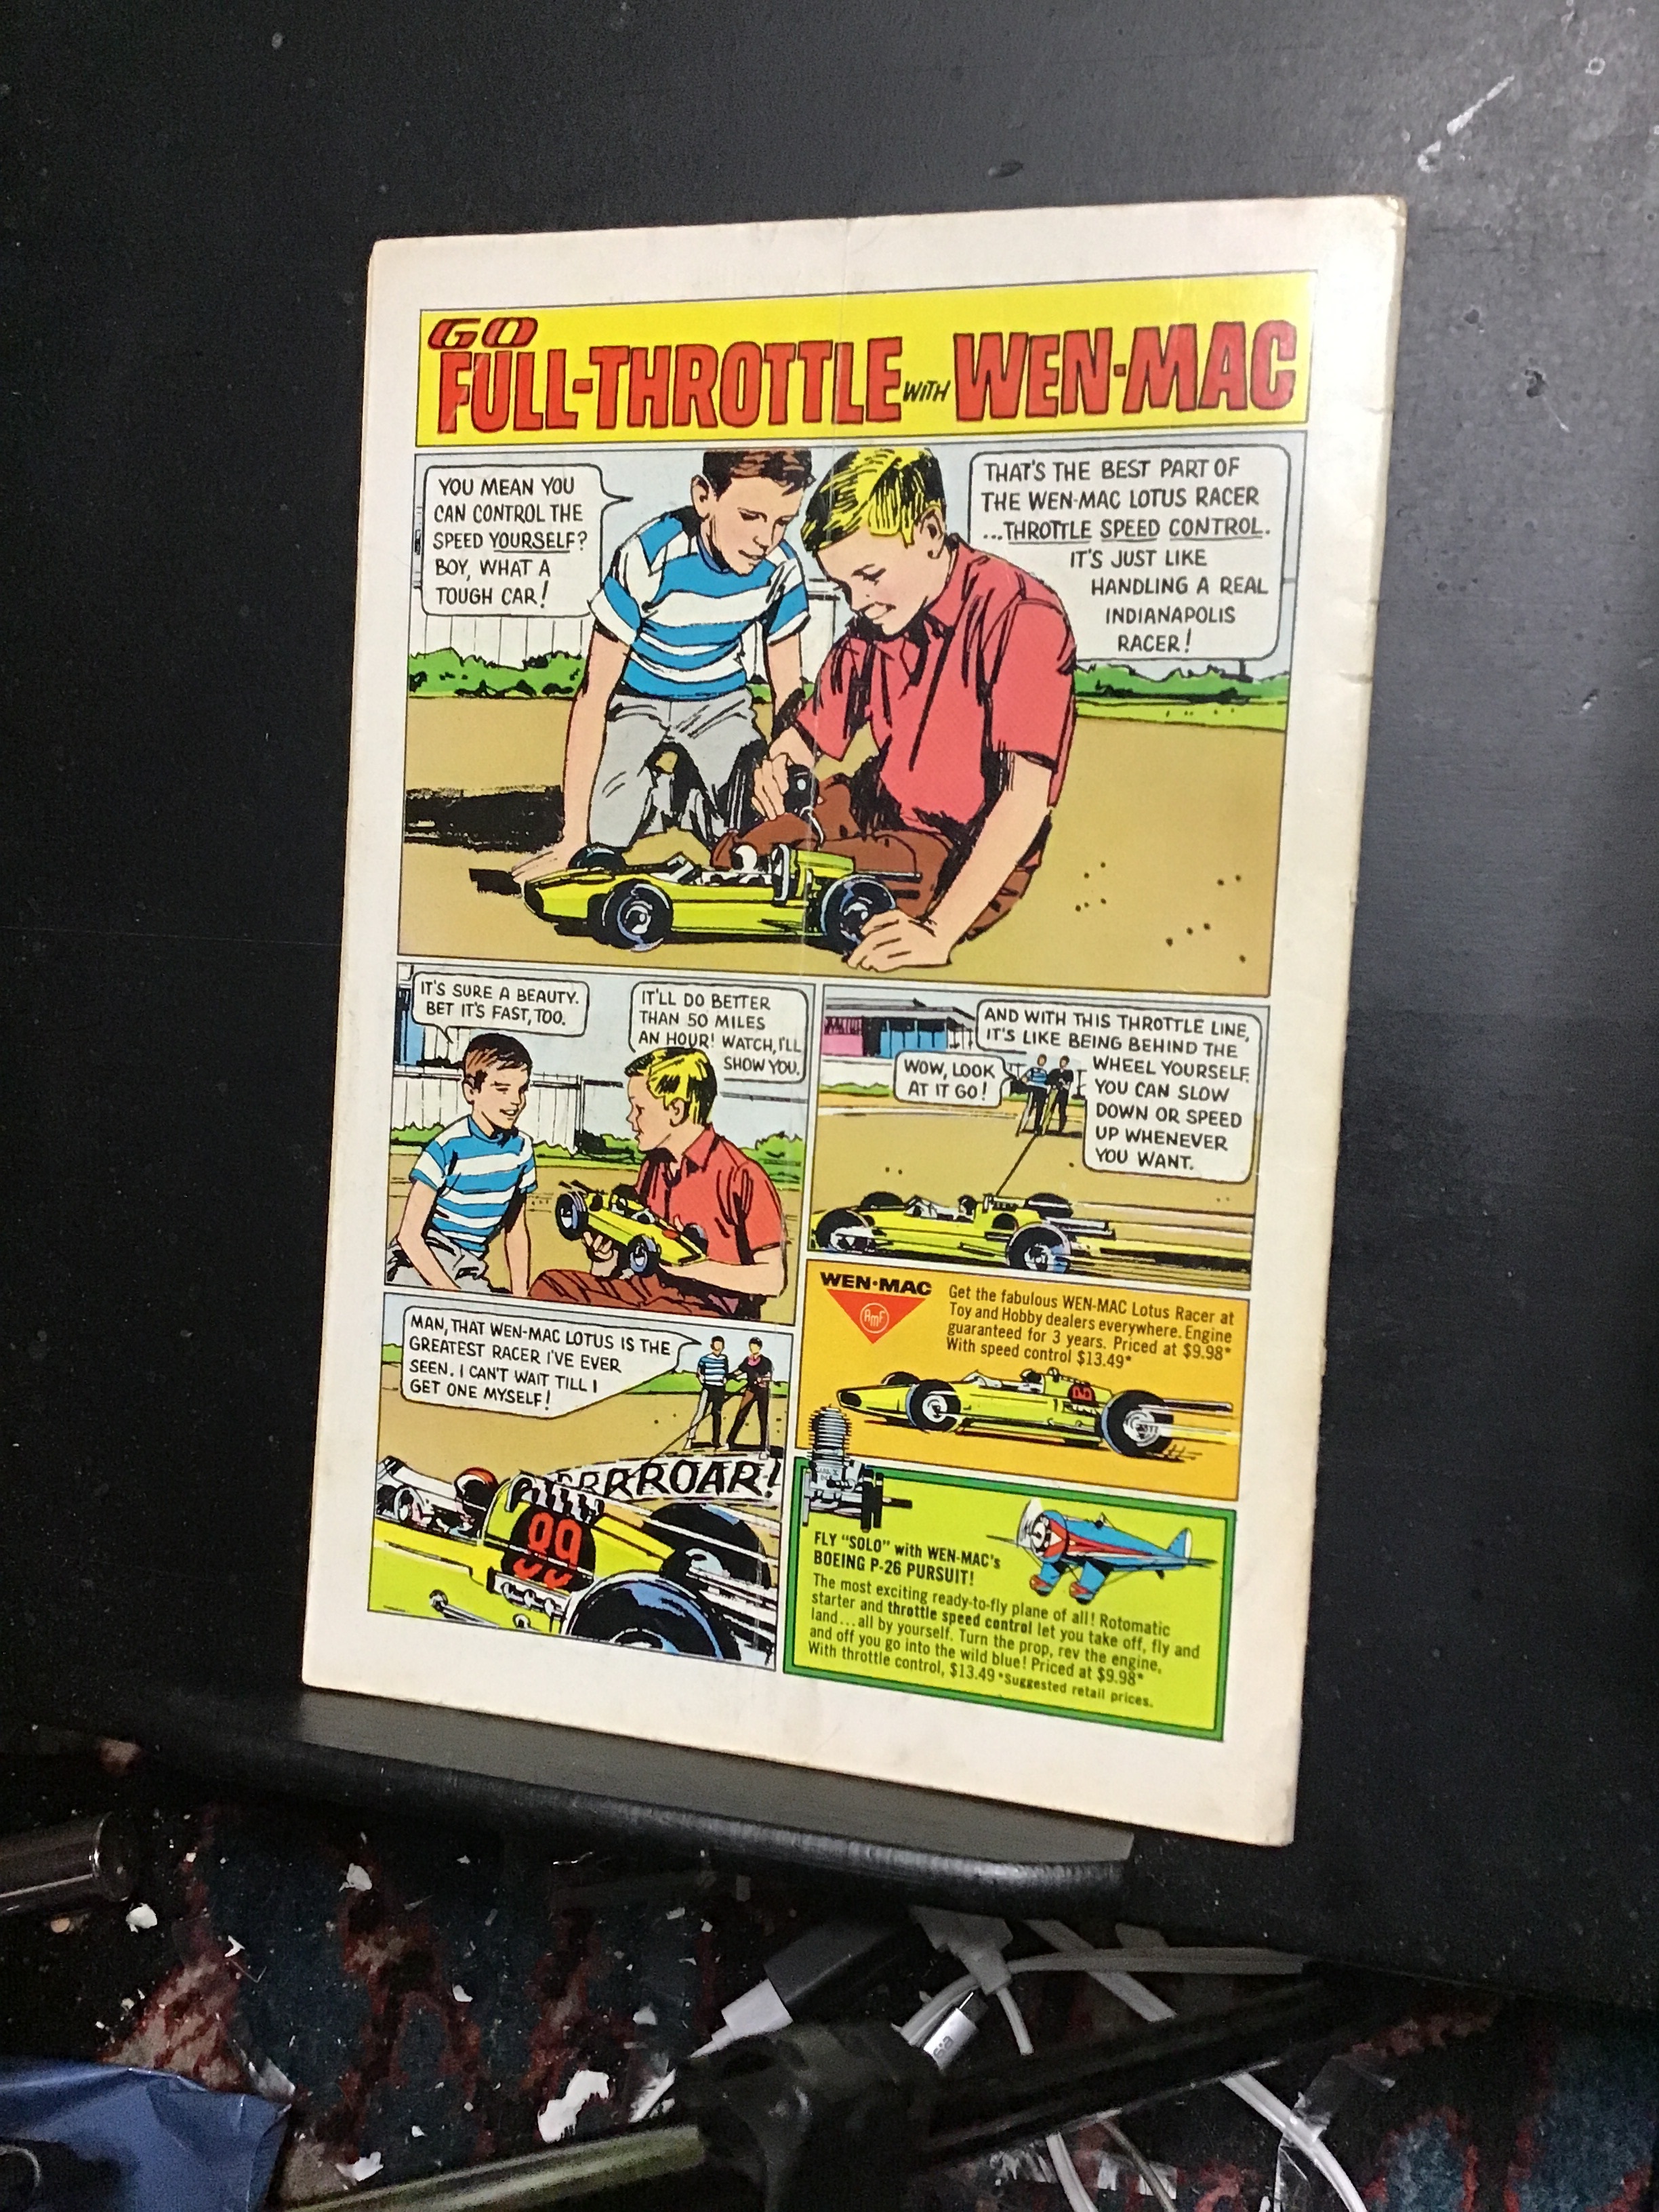 GO
FULL-THROTTLE WITH WEN-MAC
YOU MEAN YOU
CAN CONTROL THE
SPEED YOURSELF?
BOY, WHAT A
TOUGH CAR!
THAT'S THE BEST PART OF
THE WEN-MAC LOTUS RACER
...THROTTLE SPEED CONTROL.
IT'S JUST LIKE
HANDLING A REAL
INDIANAPOLIS
RACER!
IT'S SURE A BEAUTY.
BET IT'S FAST, TOO.
IT'LL DO BETTER
THAN 50 MILES
AN HOUR! WATCH, I'LL
SHOW YOU.
AND WITH THIS THROTTLE LINE,
IT'S LIKE BEING BEHIND THE
WHEEL YOURSELF.
YOU CAN SLOW
DOWN OR SPEED
UP WHENEVER
YOU WANT.
WOW, LOOK
AT IT GO!
MAN, THAT WEN-MAC LOTUS IS THE
GREATEST RACER I'VE EVER
SEEN. I CAN'T WAIT TILL I
GET ONE MYSELF!
RRRROAR!
99
WEN-MAC
AMF
Get the fabulous WEN-MAC Lotus Racer at
Toy and Hobby dealers everywhere. Engine
guaranteed for 3 years. Priced at $9.98*
With speed control $13.49*
FLY "SOLO" with WEN-MAC's
BOEING P-26 PURSUIT!
The most exciting ready-to-fly plane of all! Rotomatic
starter and throttle speed control let you take off, fly and
land...all by yourself. Turn the prop, rev the engine,
and off you go into the wild blue! Priced at $9.98*
With throttle control, $13.49 *Suggested retail prices.